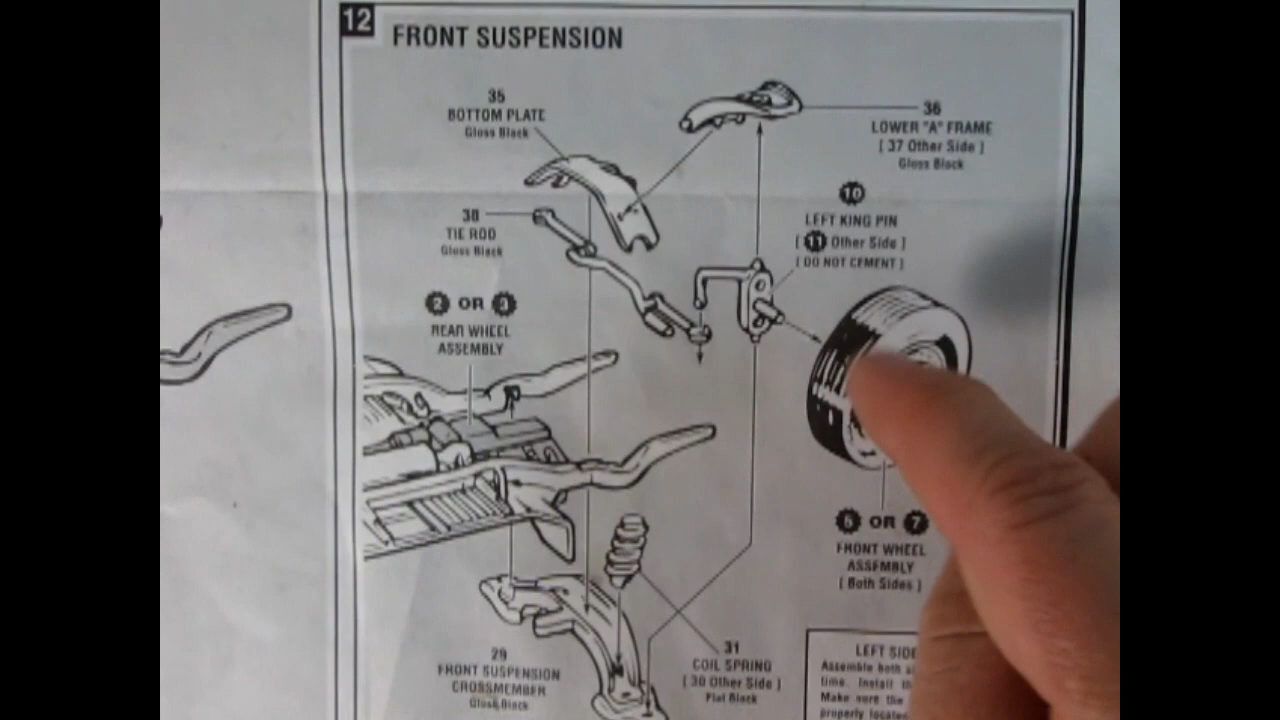 12
FRONT SUSPENSION
35
BOTTOM PLATE
Gloss Black
36
LOWER "A" FRAME
[ 37 Other Side ]
Gloss Black
10
LEFT KING PIN
[ 11 Other Side ]
[ DO NOT CEMENT ]
38
TIE ROD
Gloss Black
2 OR 3
REAR WHEEL
ASSEMBLY
6 OR 7
FRONT WHEEL
ASSEMBLY
[ Both Sides ]
31
COIL SPRING
[ 30 Other Side ]
Flat Black
29
FRONT SUSPENSION
CROSSMEMBER
Gloss Black
LEFT SIDE
Assemble both
time. Install
Make sure the
properly